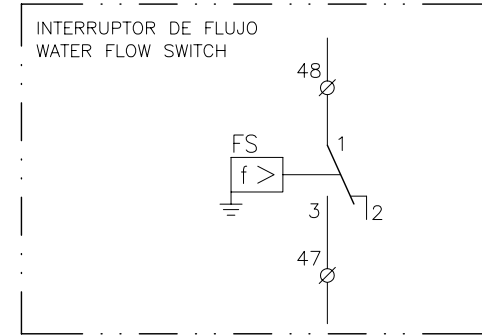 INTERRUPTOR DE FLUJO
WATER FLOW SWITCH
48
1
FS
f >
3
2
47